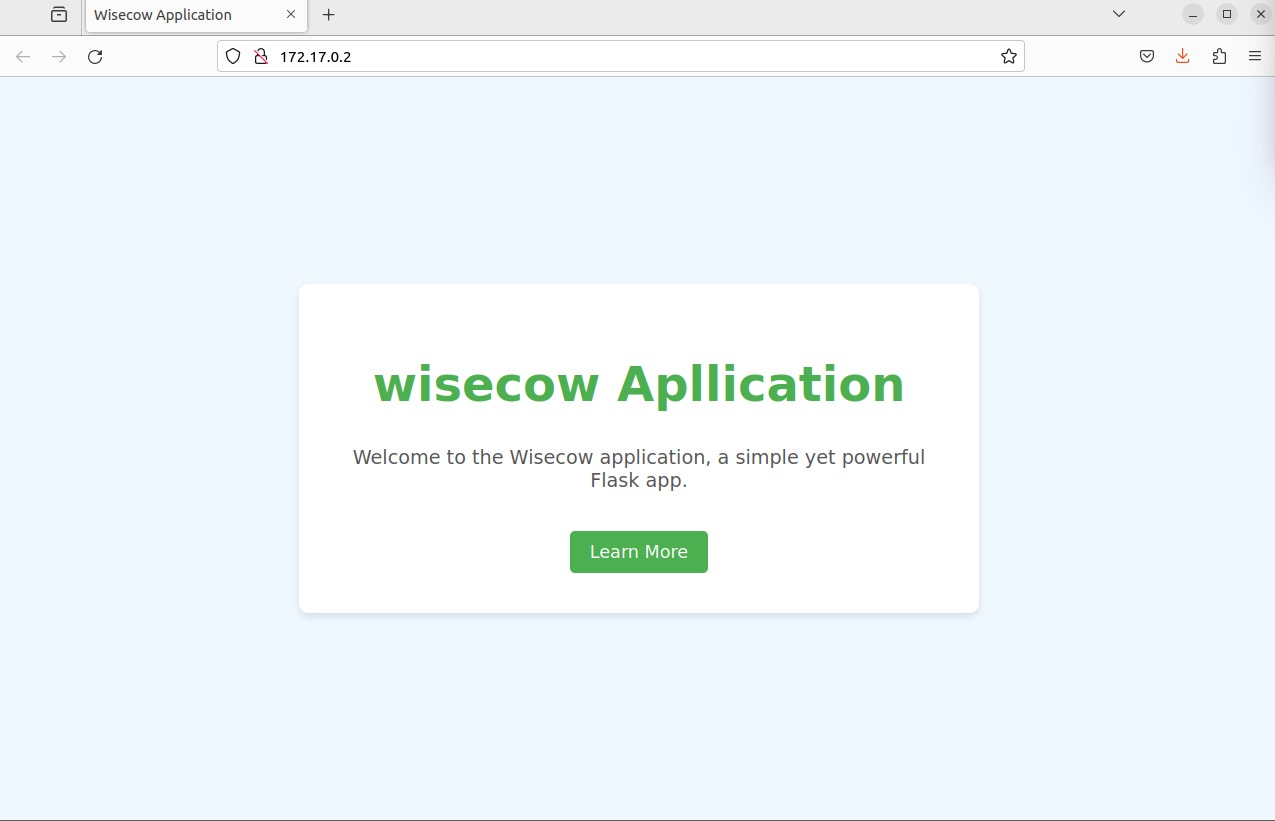 Wisecow Application
172.17.0.2
wisecow Apllication
Welcome to the Wisecow application, a simple yet powerful
Flask app.
Learn More